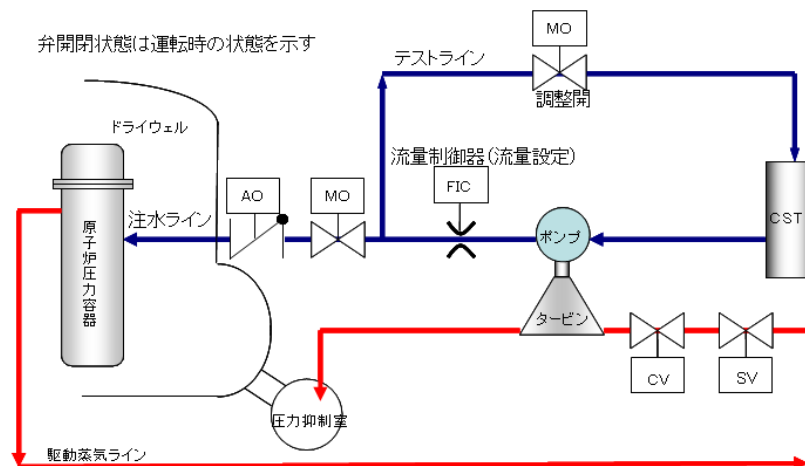 弁開閉状態は運転時の状態を示す
MO
テストライン
調整開
ドライウェル
流量制御器(流量設定)
AO
MO
FIC
注水ライン
CST
ポンプ
原子炉圧力容器
タービン
CV
SV
圧力抑制室
駆動蒸気ライン